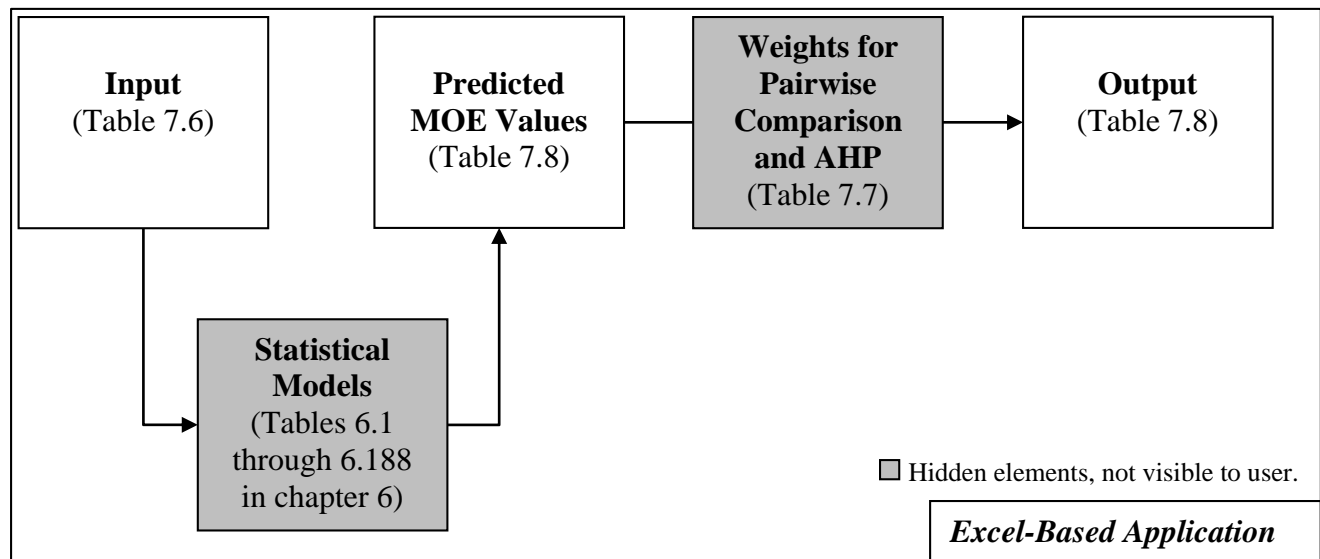 Input
(Table 7.6)
Predicted
MOE Values
(Table 7.8)
Weights for
Pairwise
Comparison
and AHP
(Table 7.7)
Output
(Table 7.8)
Statistical
Models
(Tables 6.1
through 6.188
in chapter 6)
Hidden elements, not visible to user.
Excel-Based Application